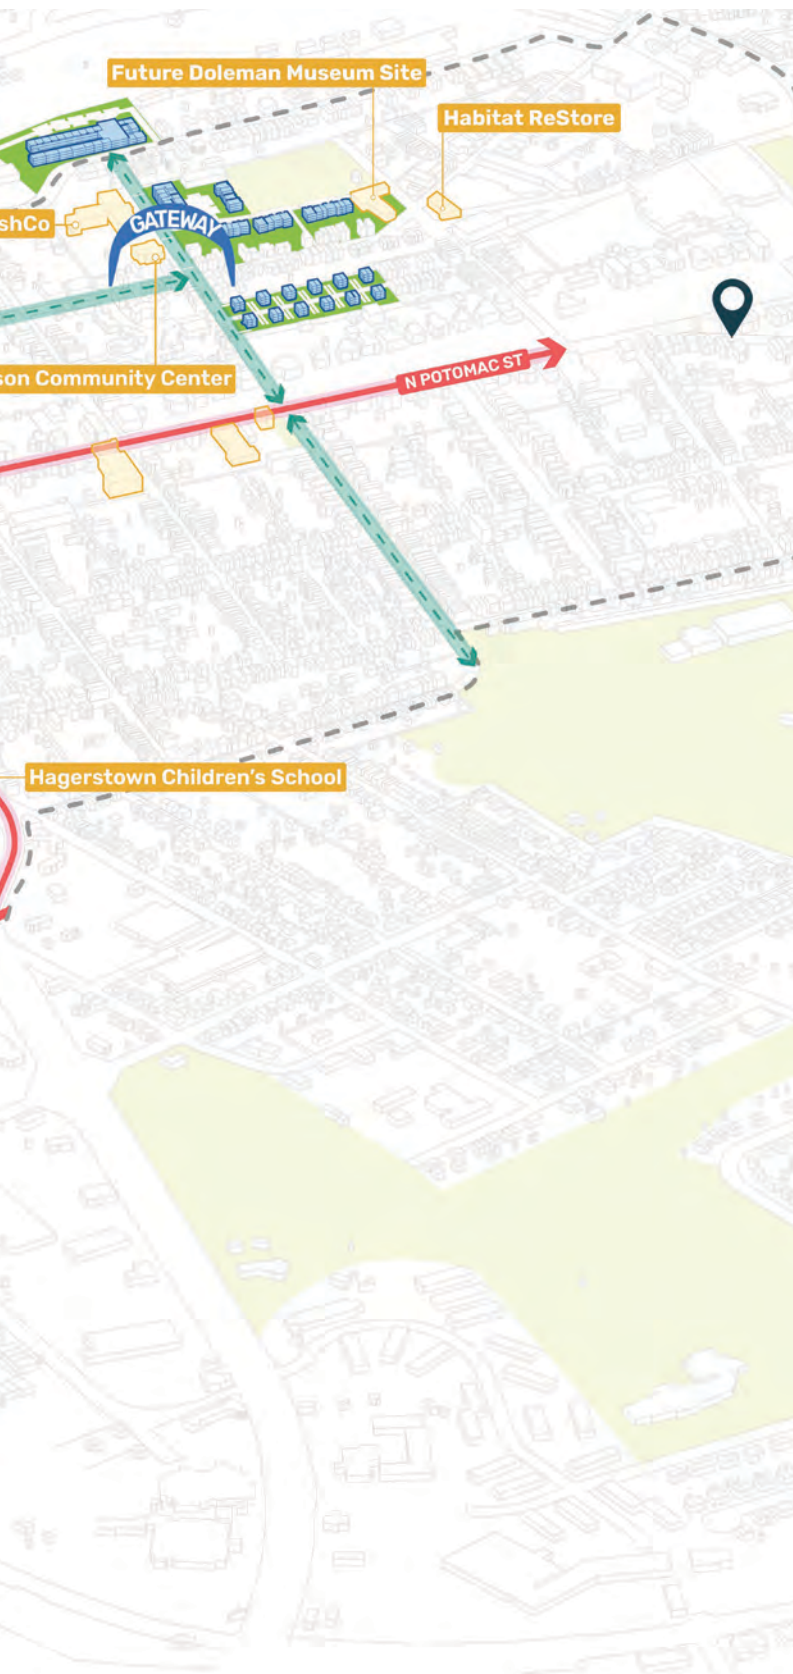 Future Doleman Museum Site
Habitat ReStore
shCo
GATEWAY
son Community Center
N POTOMAC ST
Hagerstown Children's School